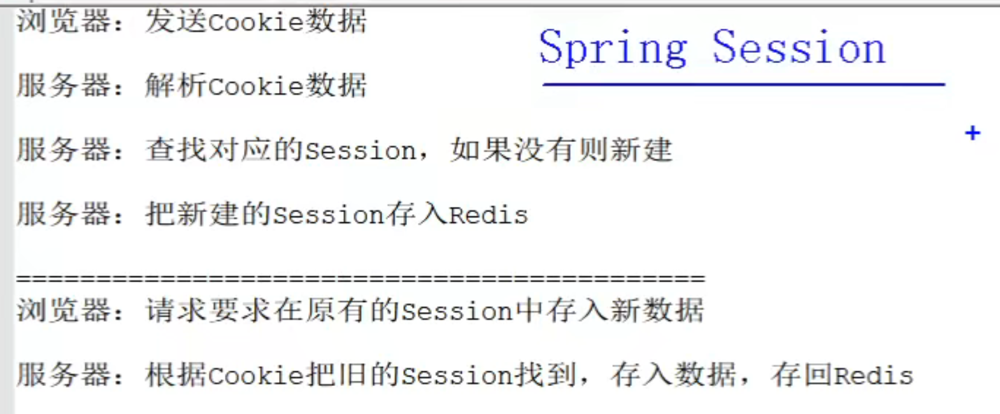 浏览器：发送Cookie数据
Spring Session
服务器：解析Cookie数据
服务器：查找对应的Session，如果没有则新建
服务器：把新建的Session存入Redis
===========================================
浏览器：请求要求在原有的Session中存入新数据
服务器：根据Cookie把旧的Session找到，存入数据，存回Redis